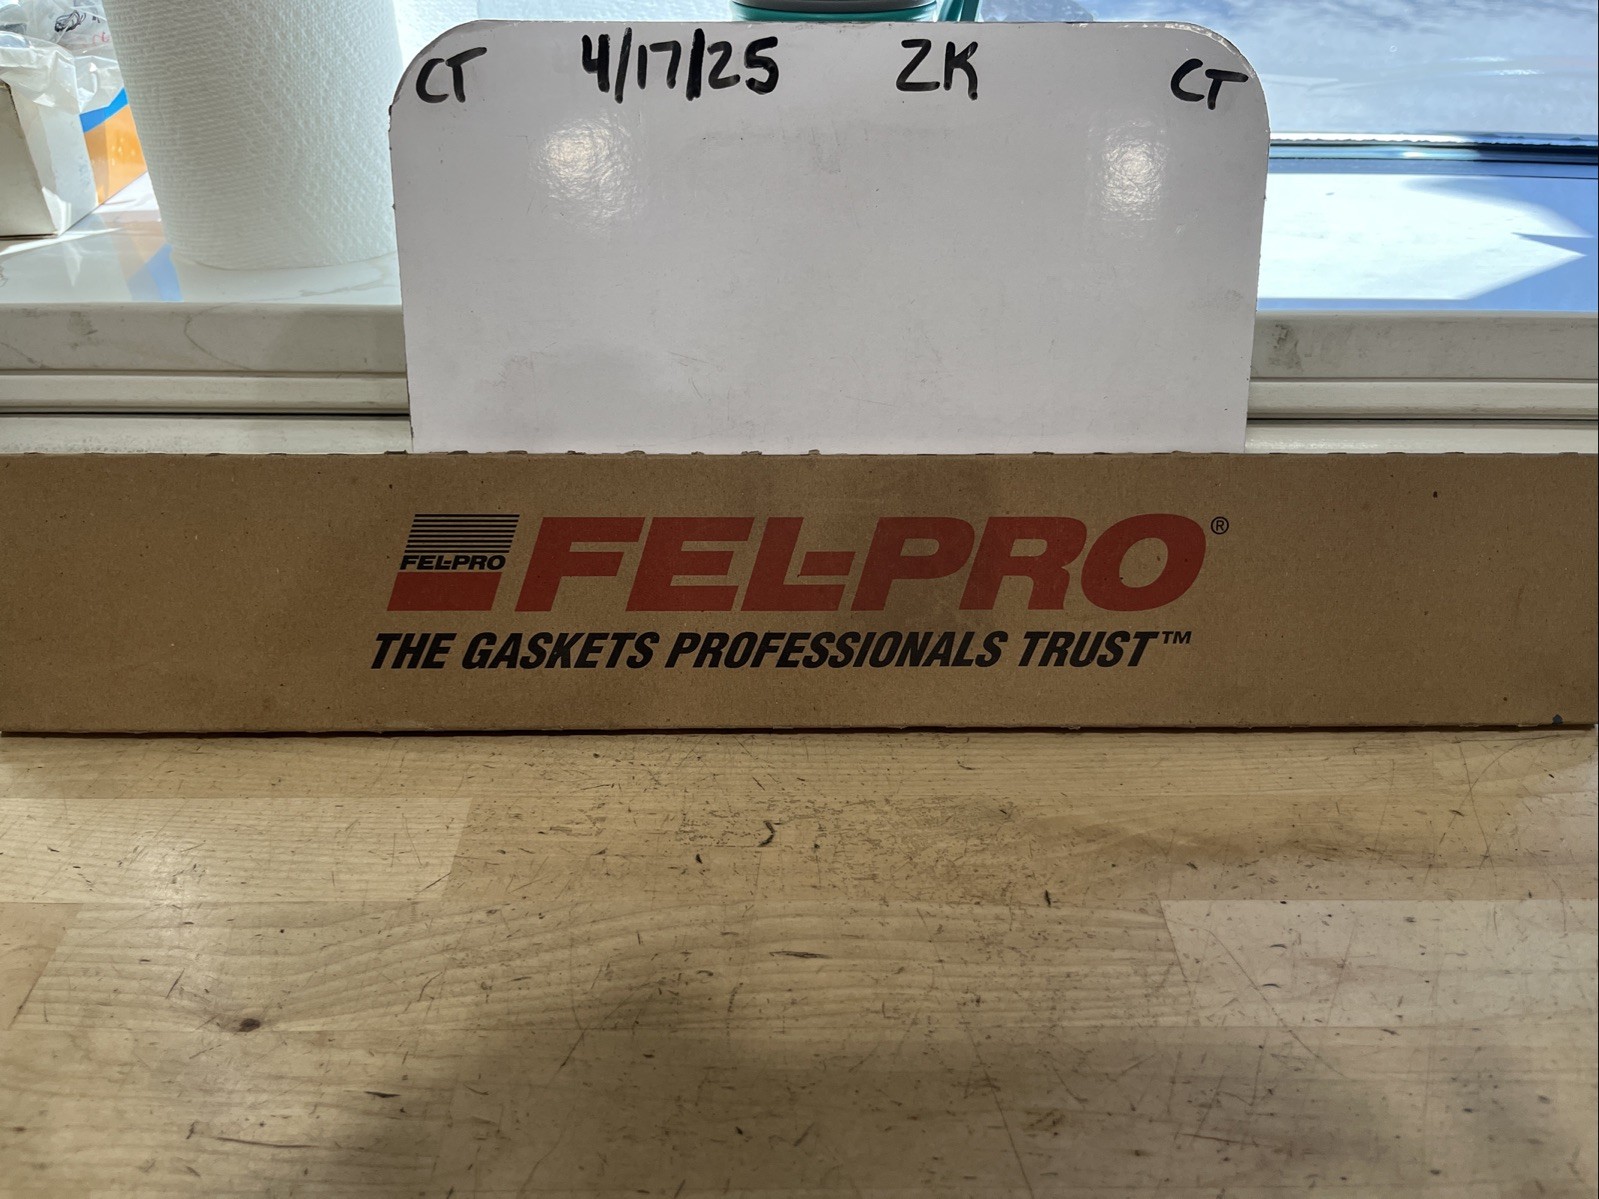 CT 4/17/25 ZK CT
FEL-PRO FEL-PRO®
THE GASKETS PROFESSIONALS TRUST™